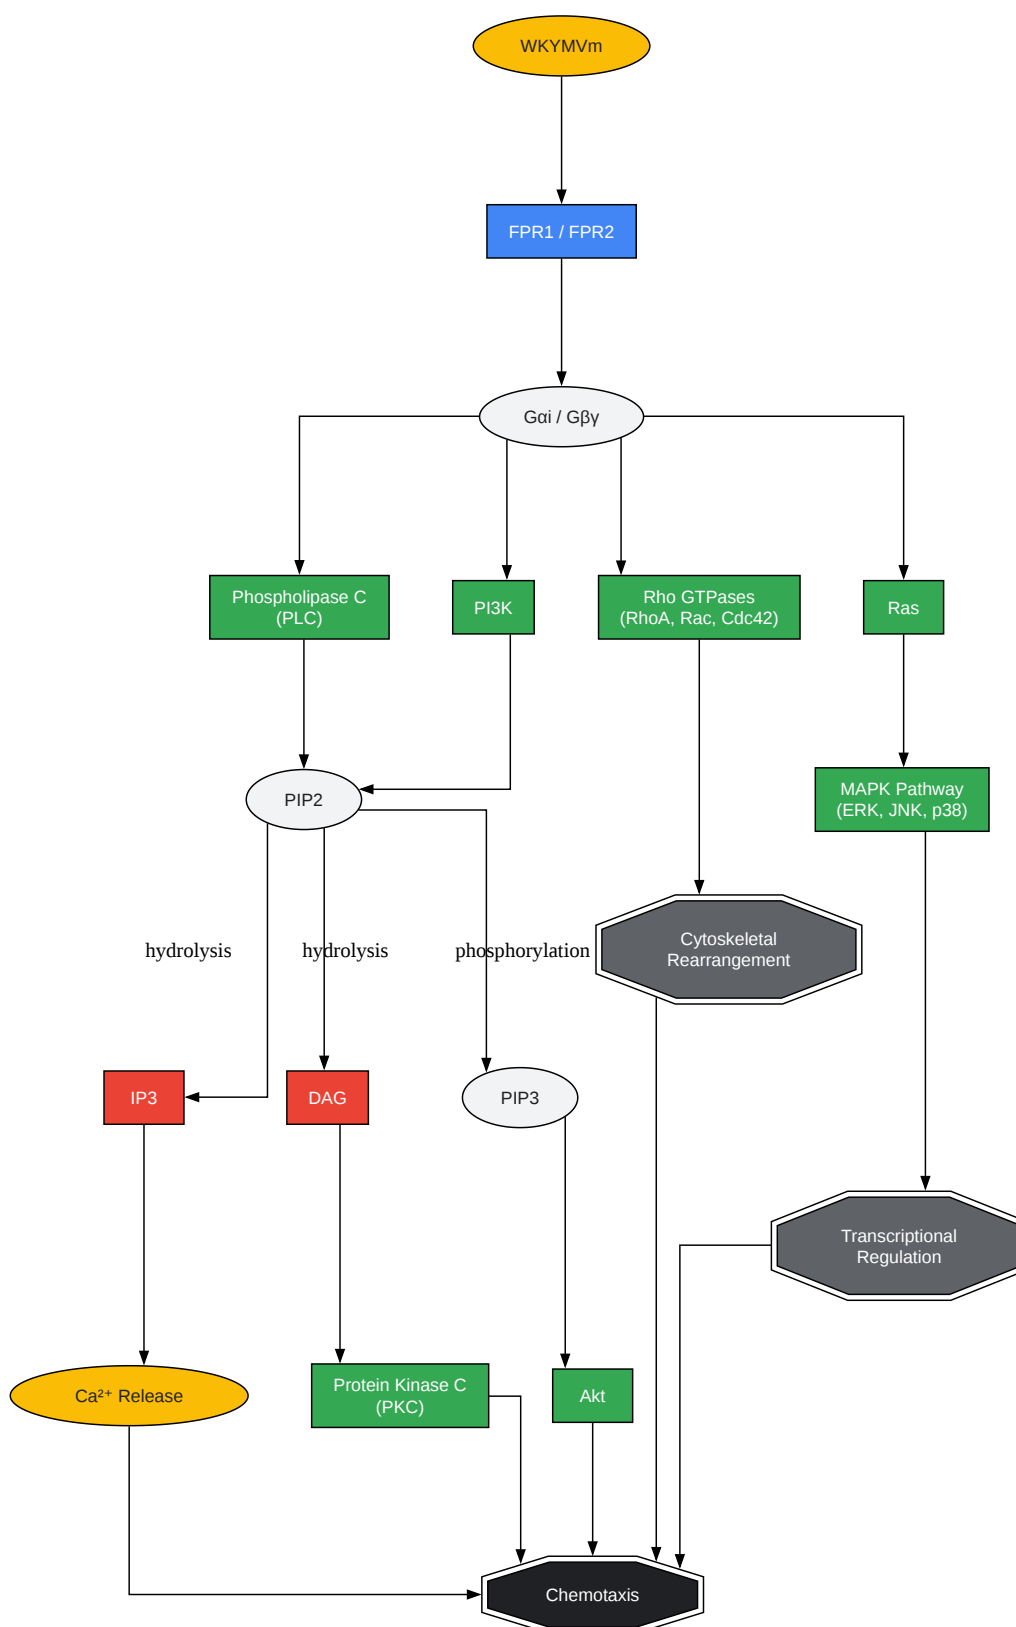 WKYMVm
FPR1 / FPR2
Gαi / Gβγ
Phospholipase C
(PLC)
PI3K
Rho GTPases
(RhoA, Rac, Cdc42)
Ras
PIP2
MAPK Pathway
(ERK, JNK, p38)
hydrolysis
hydrolysis
phosphorylation
Cytoskeletal
Rearrangement
IP3
DAG
PIP3
Transcriptional
Regulation
Ca²⁺ Release
Protein Kinase C
(PKC)
Akt
Chemotaxis